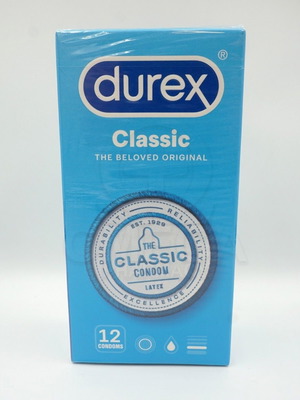 durex®
Classic
THE BELOVED ORIGINAL
DURABILITY · RELIABILITY
EST. 1929
THE
CLASSIC
CONDOM
LATEX
EXCELLENCE
12
CONDOMS